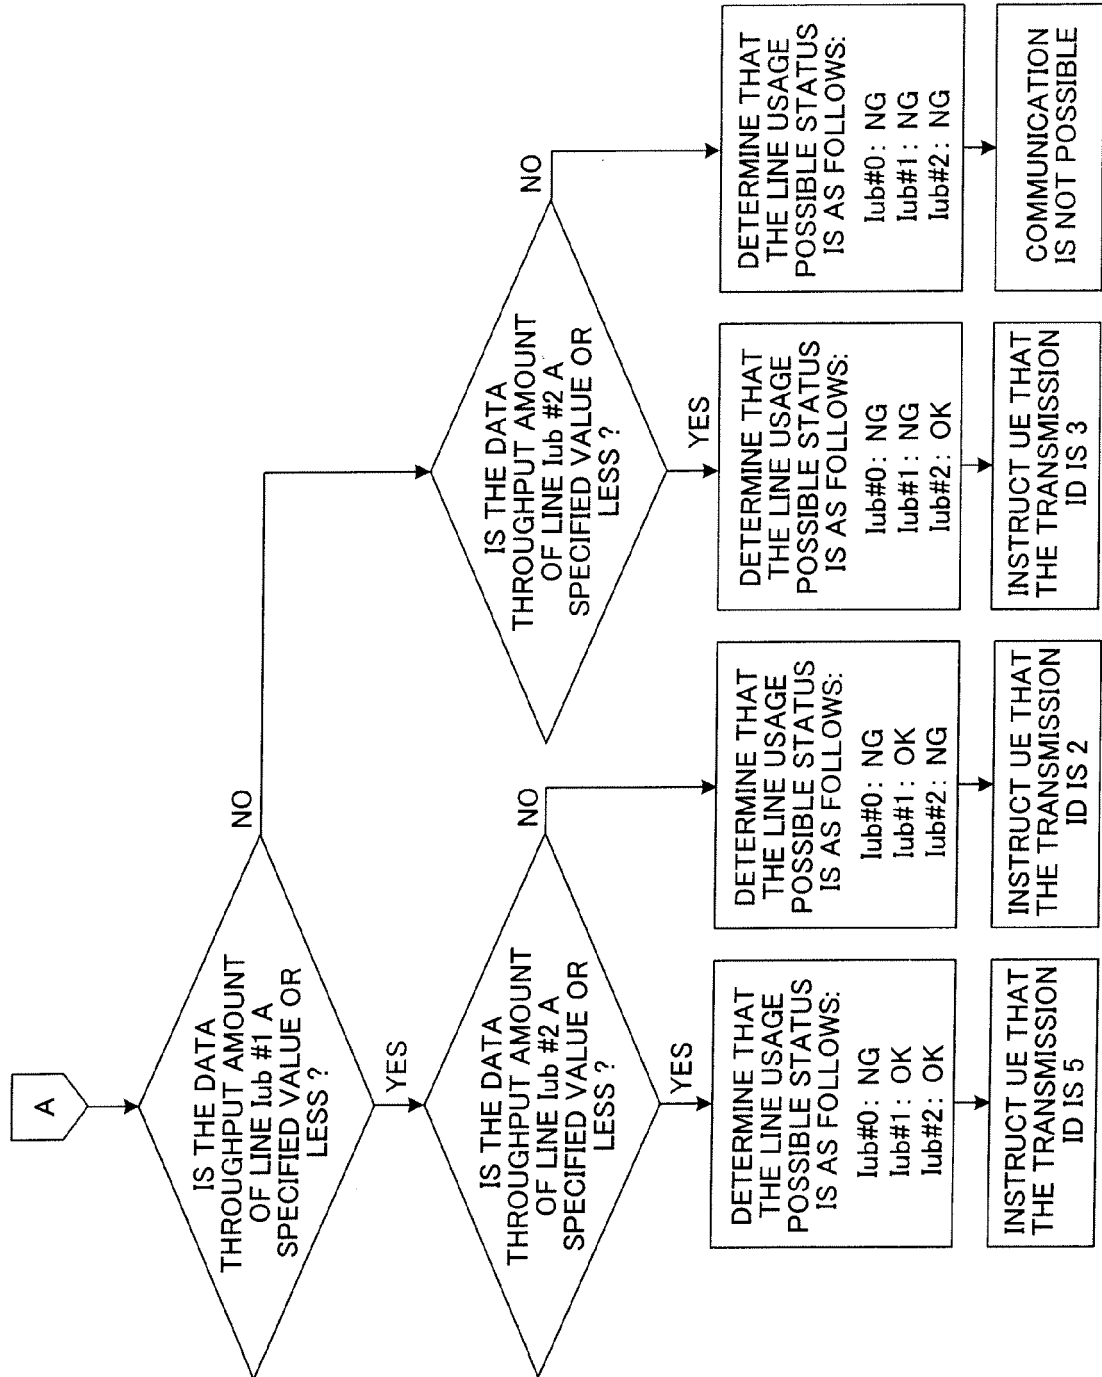 A
IS THE DATA
THROUGHPUT AMOUNT
OF LINE Iub #1 A
SPECIFIED VALUE OR
LESS ?
NO
YES
IS THE DATA
THROUGHPUT AMOUNT
OF LINE Iub #2 A
SPECIFIED VALUE OR
LESS ?
NO
YES
IS THE DATA
THROUGHPUT AMOUNT
OF LINE Iub #2 A
SPECIFIED VALUE OR
LESS ?
NO
YES
DETERMINE THAT
THE LINE USAGE
POSSIBLE STATUS
IS AS FOLLOWS:
Iub#0: NG
Iub#1: OK
Iub#2: OK
DETERMINE THAT
THE LINE USAGE
POSSIBLE STATUS
IS AS FOLLOWS:
Iub#0: NG
Iub#1: OK
Iub#2: NG
DETERMINE THAT
THE LINE USAGE
POSSIBLE STATUS
IS AS FOLLOWS:
Iub#0: NG
Iub#1: NG
Iub#2: OK
DETERMINE THAT
THE LINE USAGE
POSSIBLE STATUS
IS AS FOLLOWS:
Iub#0: NG
Iub#1: NG
Iub#2: NG
INSTRUCT UE THAT
THE TRANSMISSION
ID IS 5
INSTRUCT UE THAT
THE TRANSMISSION
ID IS 2
INSTRUCT UE THAT
THE TRANSMISSION
ID IS 3
COMMUNICATION
IS NOT POSSIBLE